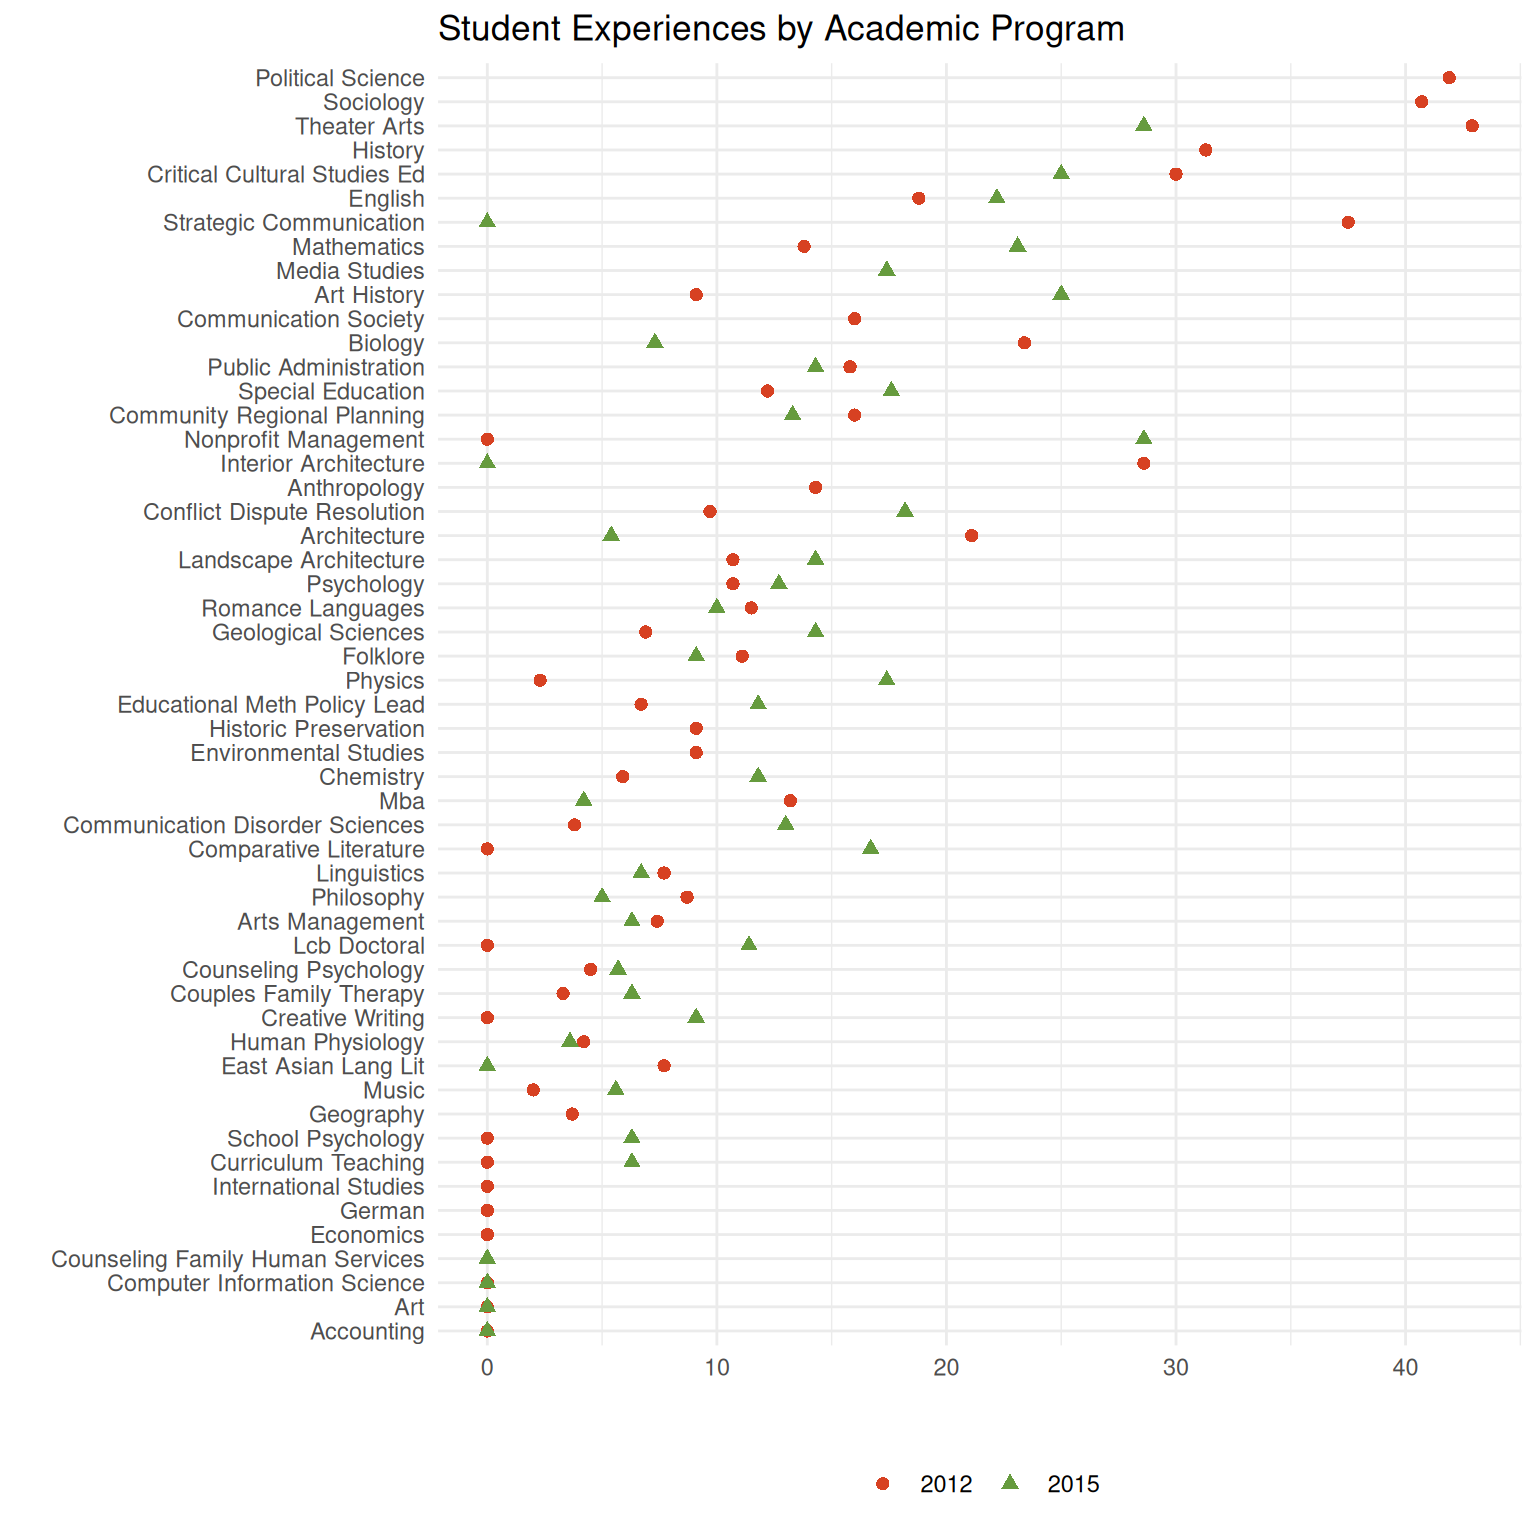 Student Experiences by Academic Program
Political Science
Sociology
Theater Arts
History
Critical Cultural Studies Ed
English
Strategic Communication
Mathematics
Media Studies
Art History
Communication Society
Biology
Public Administration
Special Education
Community Regional Planning
Nonprofit Management
Interior Architecture
Anthropology
Conflict Dispute Resolution
Architecture
Landscape Architecture
Psychology
Romance Languages
Geological Sciences
Folklore
Physics
Educational Meth Policy Lead
Historic Preservation
Environmental Studies
Chemistry
Mba
Communication Disorder Sciences
Comparative Literature
Linguistics
Philosophy
Arts Management
Lcb Doctoral
Counseling Psychology
Couples Family Therapy
Creative Writing
Human Physiology
East Asian Lang Lit
Music
Geography
School Psychology
Curriculum Teaching
International Studies
German
Economics
Counseling Family Human Services
Computer Information Science
Art
Accounting
0 10 20 30 40
2012 2015